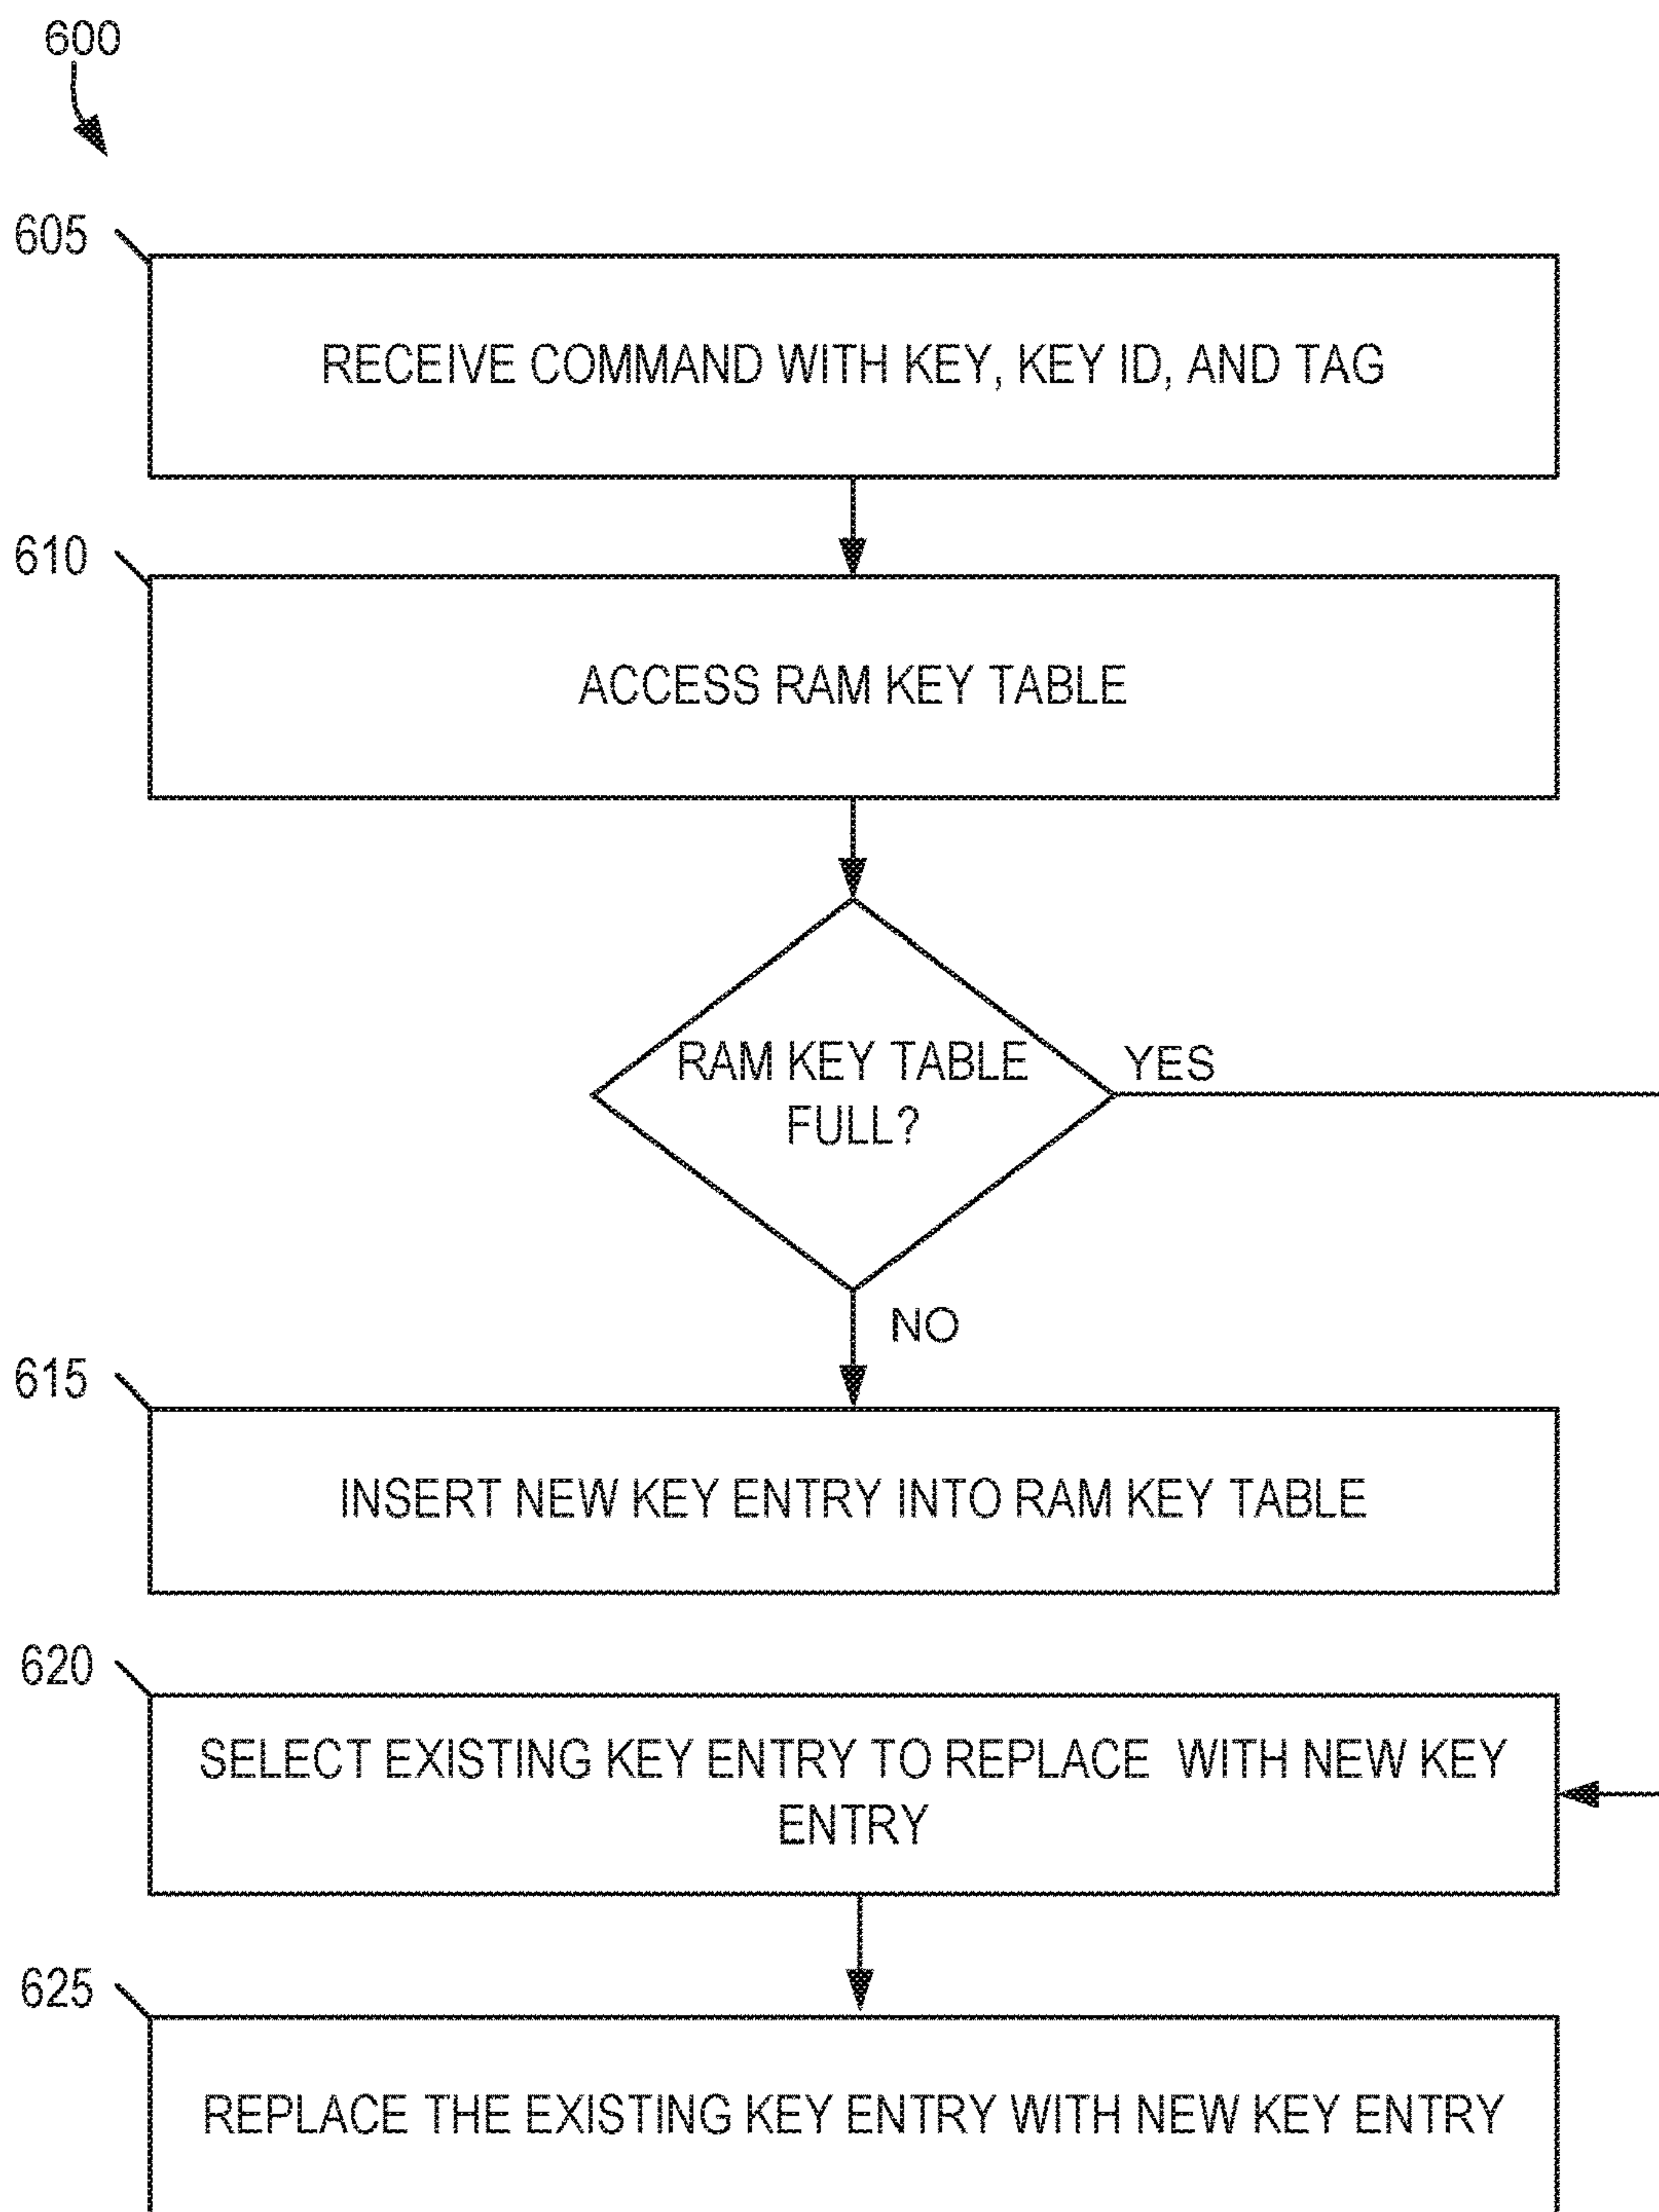 600
605
RECEIVE COMMAND WITH KEY, KEY ID, AND TAG
610
ACCESS RAM KEY TABLE
RAM KEY TABLE
FULL?
YES
NO
615
INSERT NEW KEY ENTRY INTO RAM KEY TABLE
620
SELECT EXISTING KEY ENTRY TO REPLACE WITH NEW KEY
ENTRY
625
REPLACE THE EXISTING KEY ENTRY WITH NEW KEY ENTRY